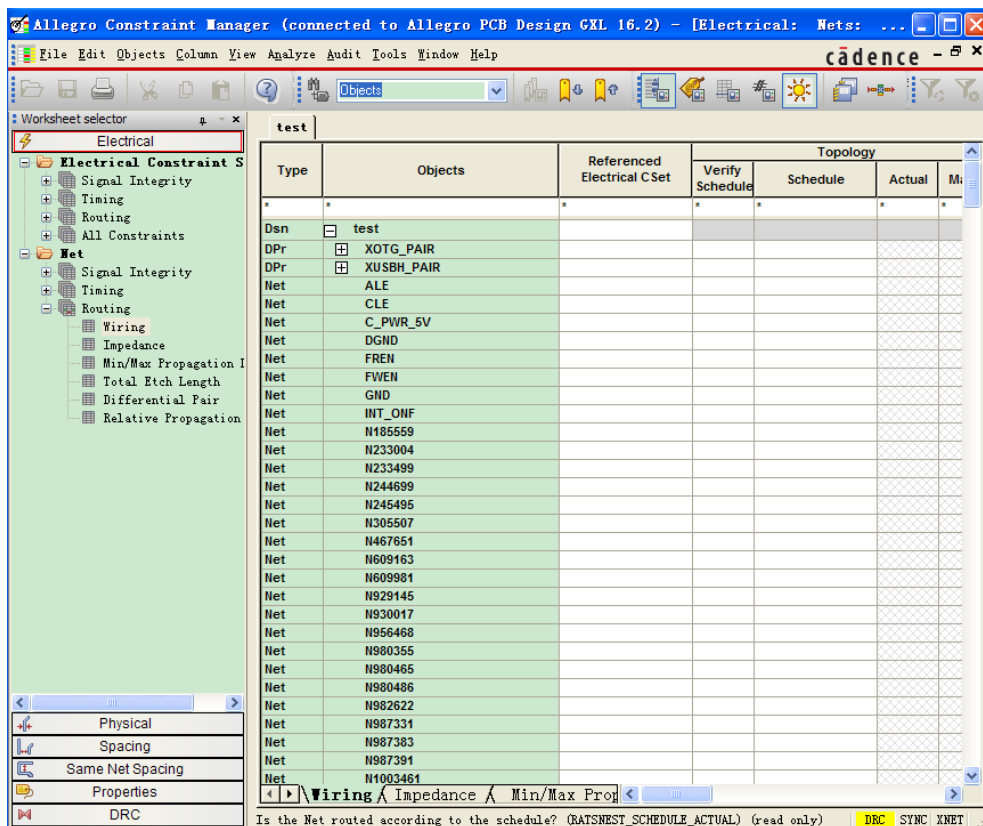 Allegro Constraint Manager (connected to Allegro PCB Design GXL 16.2) - [Electrical: Nets: ...
File Edit Objects Column View Analyze Audit Tools Window Help
cādence
Objects
Worksheet selector
Electrical
Electrical Constraint S
Signal Integrity
Timing
Routing
All Constraints
Net
Signal Integrity
Timing
Routing
Wiring
Impedance
Min/Max Propagation
Total Etch Length
Differential Pair
Relative Propagation
Physical
Spacing
Same Net Spacing
Properties
DRC
test
Type Objects Referenced Electrical CSet Topology
Verify Schedule Schedule Actual Ma
* * * * * * *
Dsn test
DPr XOTG_PAIR
DPr XUSBH_PAIR
Net ALE
Net CLE
Net C_PWR_5V
Net DGND
Net FREN
Net FWEN
Net GND
Net INT_ONF
Net N185559
Net N233004
Net N233499
Net N244699
Net N245495
Net N305507
Net N467651
Net N609163
Net N609981
Net N929145
Net N930017
Net N956468
Net N980355
Net N980465
Net N980486
Net N982622
Net N987331
Net N987383
Net N987391
Net N1003461
Wiring Impedance Min/Max Prop
Is the Net routed according to the schedule? (RATSNEST_SCHEDULE_ACTUAL) (read only) DRC SYNC XNET